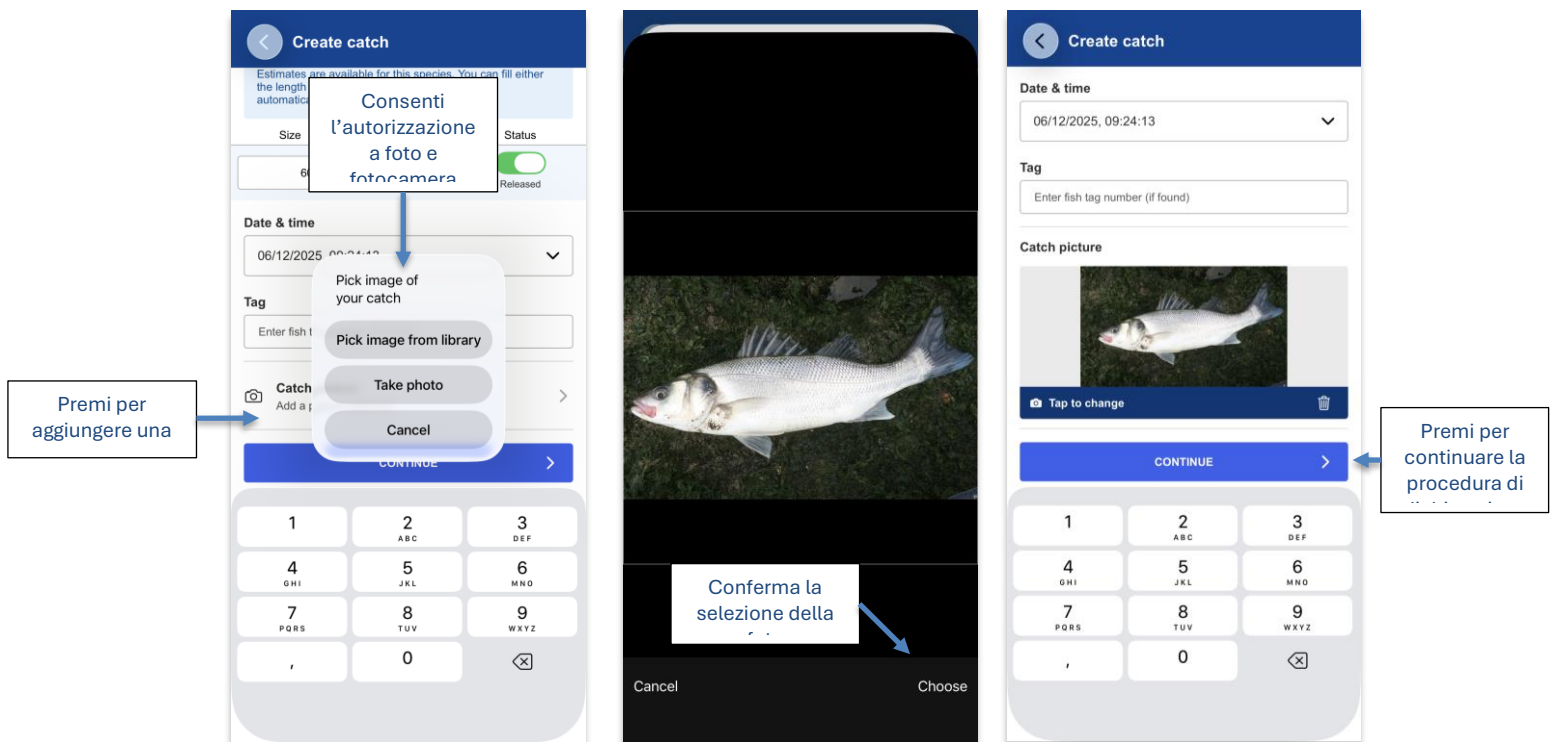 Create catch
Estimates are available for this species. You can fill either
the length
automatica
Consenti
l'autorizzazione
a foto e
fotocamera
Size
Status
60
Released
Date & time
06/12/2025, 09:24:13
Pick image of
your catch
Tag
Enter fish t
Pick image from library
Catch
Add a p
Take photo
Cancel
CONTINUE
Premi per
aggiungere una
1
2
ABC
3
DEF
4
GHI
5
JKL
6
MNO
7
PQRS
8
TUV
9
WXYZ
,
0
Conferma la
selezione della
Cancel
Choose
Create catch
Date & time
06/12/2025, 09:24:13
Tag
Enter fish tag number (if found)
Catch picture
Tap to change
CONTINUE
Premi per
continuare la
procedura di
1
2
ABC
3
DEF
4
GHI
5
JKL
6
MNO
7
PQRS
8
TUV
9
WXYZ
,
0